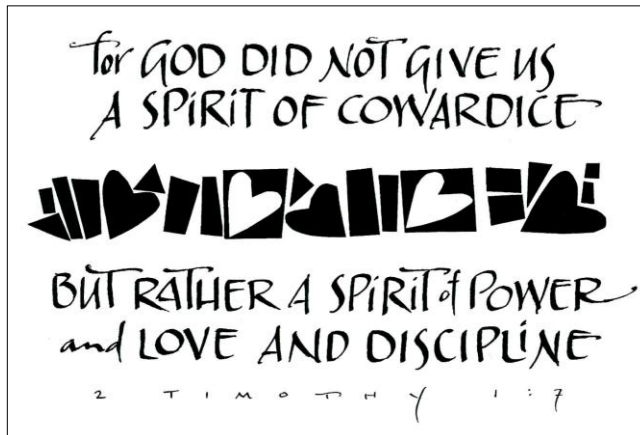 for GOD DID NOT GIVE US
A SPiRiT OF COWARDICE
BUT RATHER A SPiRiT of POWER
and LOVE AND DISCIPLiNE
2 TIMOTHY 1:7